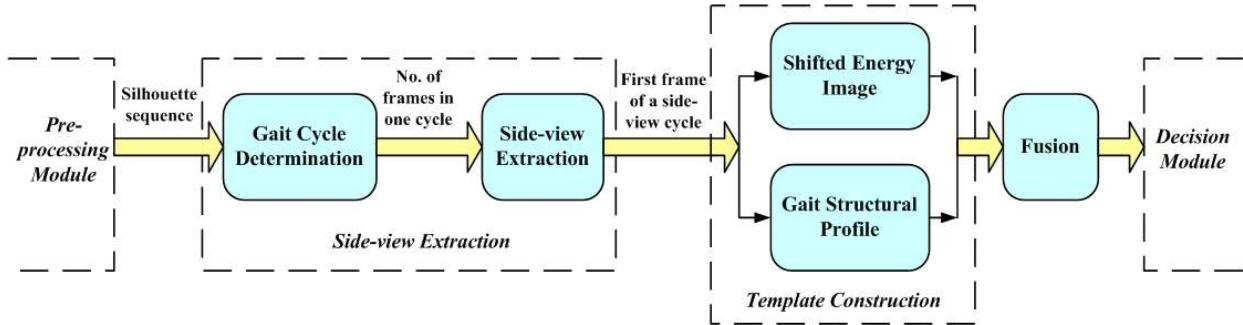 Pre-
processing
Module
Silhouette
sequence
Gait Cycle
Determination
No. of
frames in
one cycle
Side-view
Extraction
Side-view Extraction
First frame
of a side-
view cycle
Shifted Energy
Image
Gait Structural
Profile
Template Construction
Fusion
Decision
Module